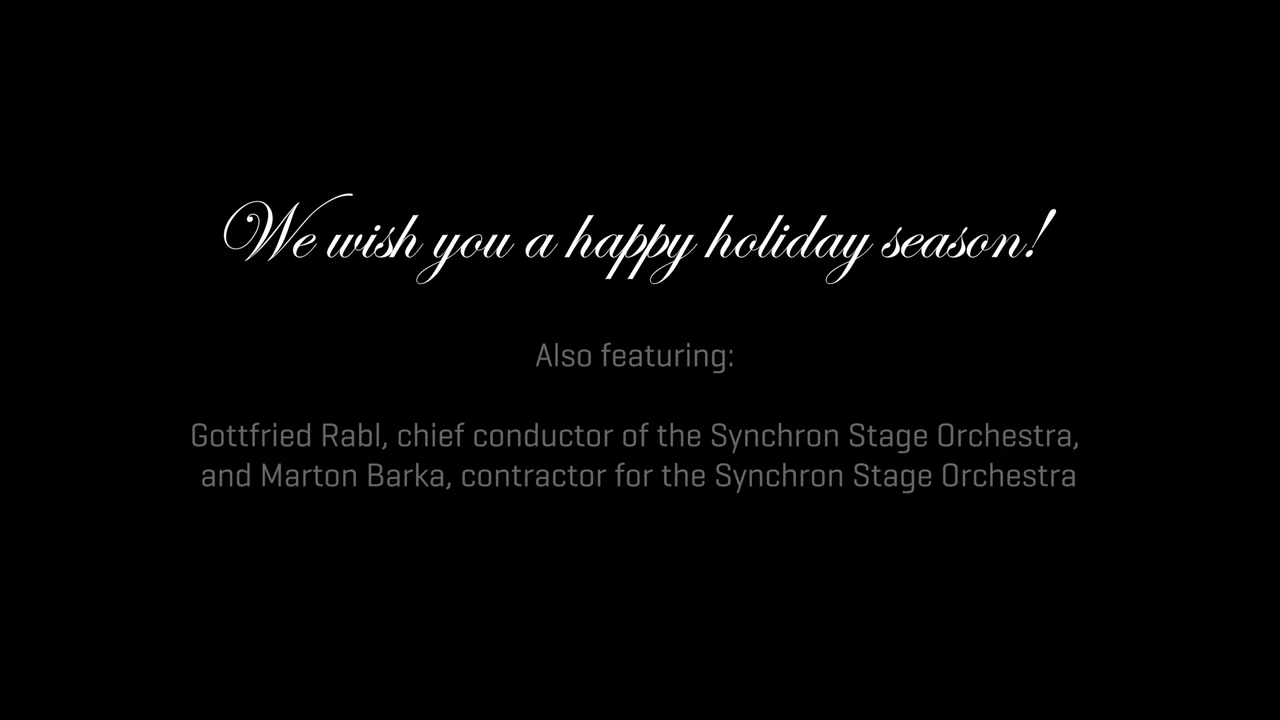 We wish you a happy holiday season!
Also featuring:
Gottfried Rabl, chief conductor of the Synchron Stage Orchestra,
and Marton Barka, contractor for the Synchron Stage Orchestra